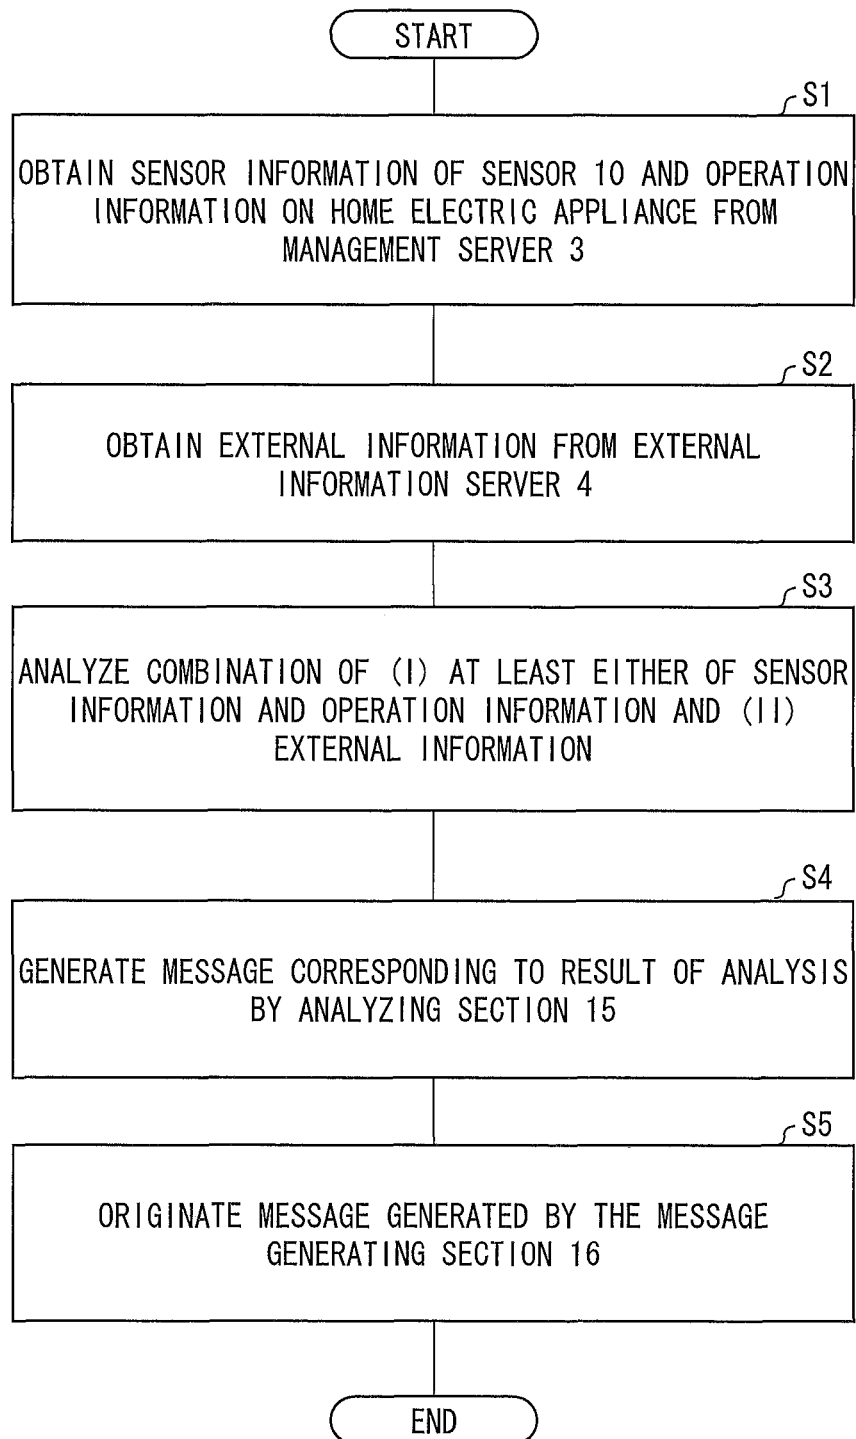 START
S1
OBTAIN SENSOR INFORMATION OF SENSOR 10 AND OPERATION
INFORMATION ON HOME ELECTRIC APPLIANCE FROM
MANAGEMENT SERVER 3
S2
OBTAIN EXTERNAL INFORMATION FROM EXTERNAL
INFORMATION SERVER 4
S3
ANALYZE COMBINATION OF (I) AT LEAST EITHER OF SENSOR
INFORMATION AND OPERATION INFORMATION AND (II)
EXTERNAL INFORMATION
S4
GENERATE MESSAGE CORRESPONDING TO RESULT OF ANALYSIS
BY ANALYZING SECTION 15
S5
ORIGINATE MESSAGE GENERATED BY THE MESSAGE
GENERATING SECTION 16
END